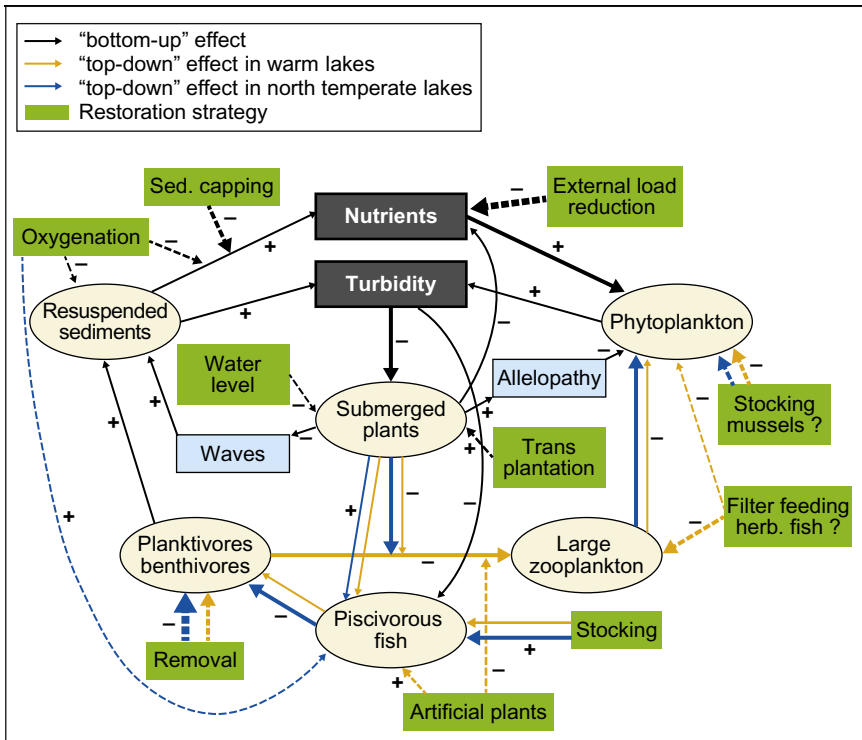 “bottom-up” effect
“top-down” effect in warm lakes
“top-down” effect in north temperate lakes
Restoration strategy
Sed. capping
External load
reduction
Nutrients
Oxygenation
Turbidity
Resuspended
sediments
Phytoplankton
Water
level
Allelopathy
Submerged
plants
Stocking
mussels ?
Waves
Trans
plantation
Filter feeding
herb. fish ?
Planktivores
benthivores
Large
zooplankton
Piscivorous
fish
Stocking
Removal
Artificial plants